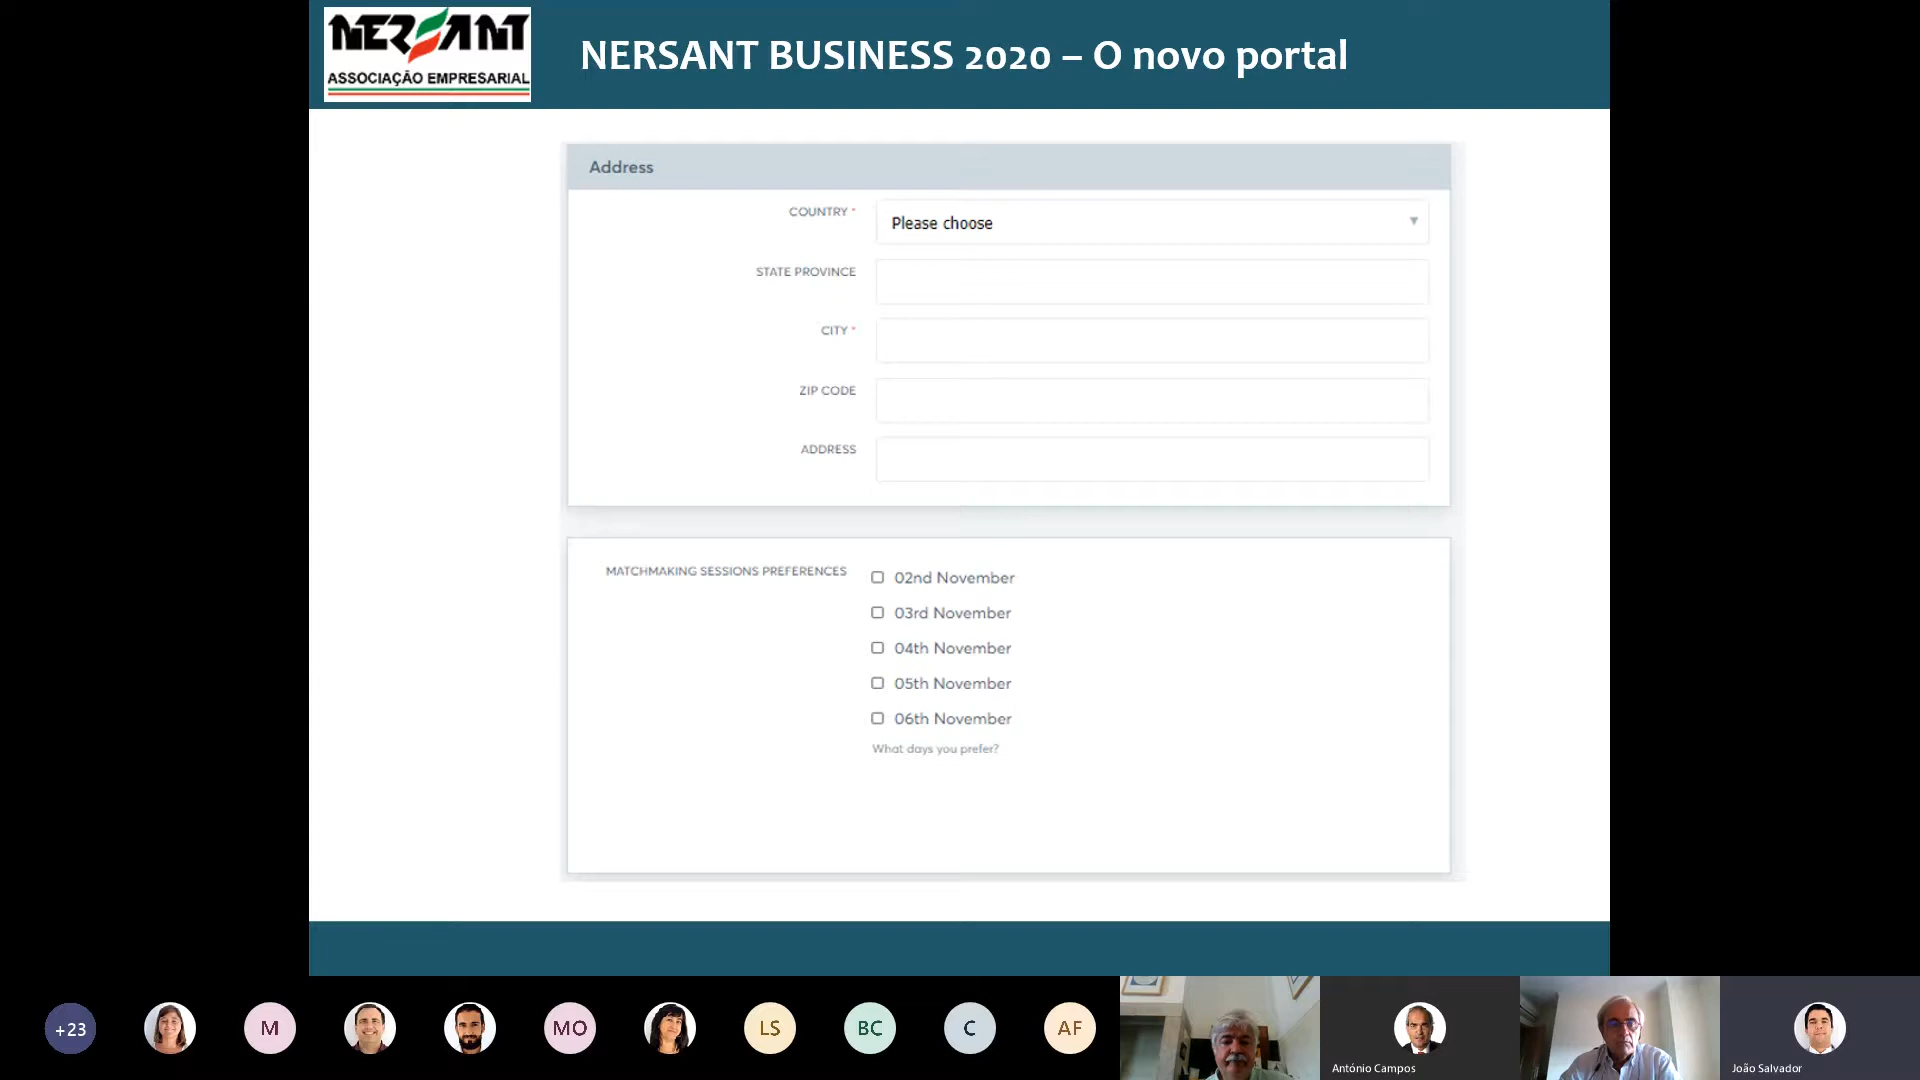 NERSANT
ASSOCIAÇÃO EMPRESARIAL
NERSANT BUSINESS 2020 – O novo portal
Address
COUNTRY *
Please choose
STATE PROVINCE
CITY *
ZIP CODE
ADDRESS
MATCHMAKING SESSIONS PREFERENCES
02nd November
03rd November
04th November
05th November
06th November
What days you prefer?
+23
M
MO
LS
BC
C
AF
António Campos
João Salvador